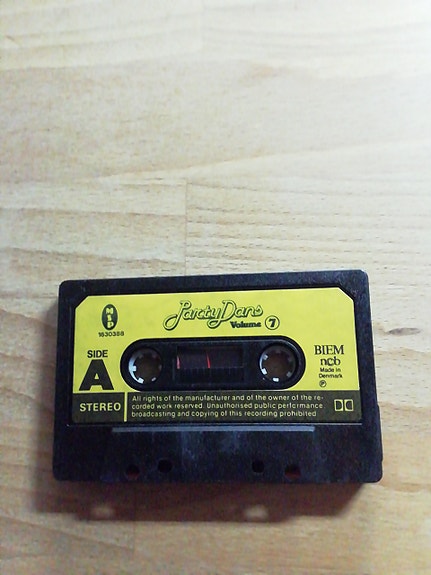 Party Dans
Volume 7
1630388
SIDE
A
BIEM
ncb
Made in
Denmark
℗
STEREO
All rights of the manufacturer and of the owner of the re-
corded work reserved. Unauthorised public performance
broadcasting and copying of this recording prohibited